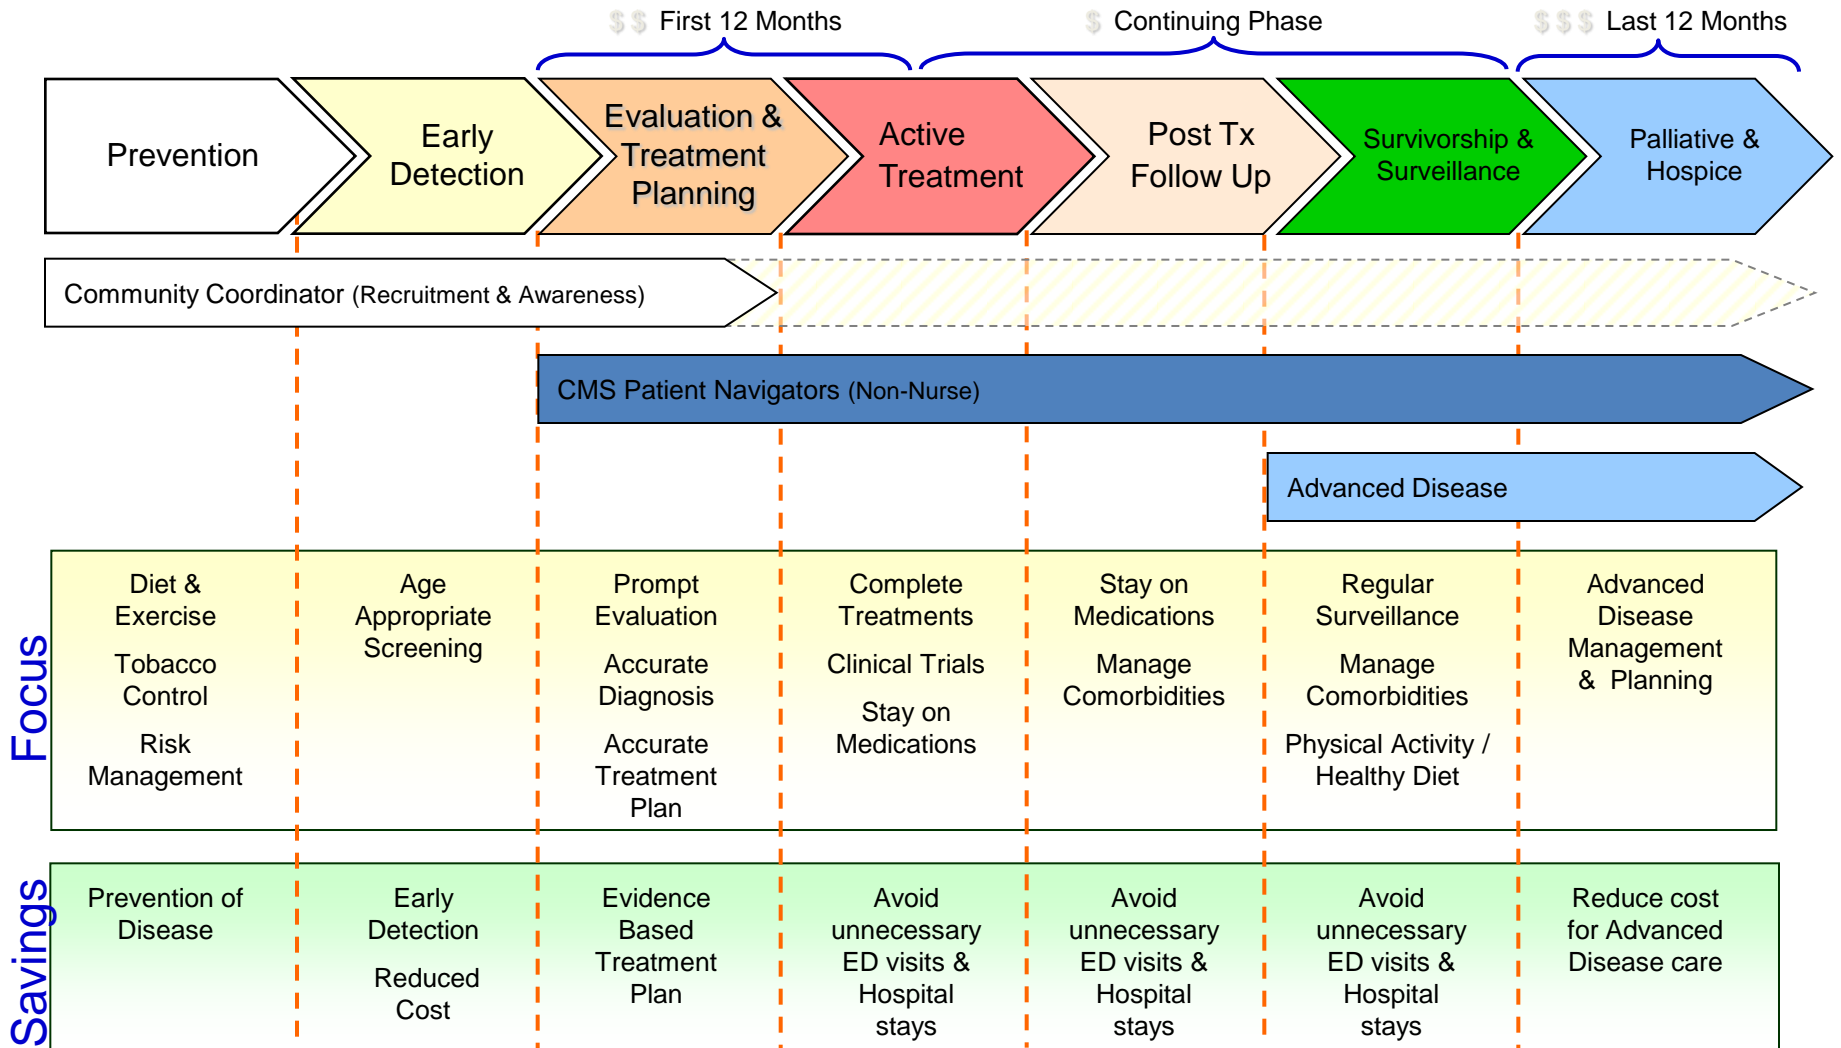 $ $ First 12 Months
$ Continuing Phase
$ $ $ Last 12 Months
Prevention
Early
Detection
Evaluation &
Treatment
Planning
Active
Treatment
Post Tx
Follow Up
Survivorship &
Surveillance
Palliative &
Hospice
Community Coordinator (Recruitment & Awareness)
CMS Patient Navigators (Non-Nurse)
Advanced Disease
Focus
Diet &
Exercise
Tobacco
Control
Risk
Management
Age
Appropriate
Screening
Prompt
Evaluation
Accurate
Diagnosis
Accurate
Treatment
Plan
Complete
Treatments
Clinical Trials
Stay on
Medications
Stay on
Medications
Manage
Comorbidities
Regular
Surveillance
Manage
Comorbidities
Physical Activity /
Healthy Diet
Advanced
Disease
Management
& Planning
Savings
Prevention of
Disease
Early
Detection
Reduced
Cost
Evidence
Based
Treatment
Plan
Avoid
unnecessary
ED visits &
Hospital
stays
Avoid
unnecessary
ED visits &
Hospital
stays
Avoid
unnecessary
ED visits &
Hospital
stays
Reduce cost
for Advanced
Disease care